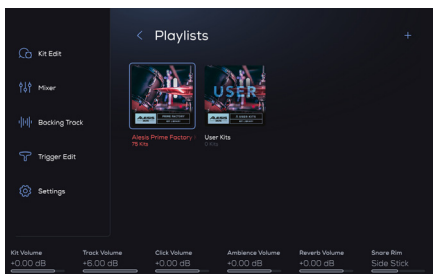 Playlists
+
Kit Edit
Mixer
Backing Track
Trigger Edit
Settings
ALESIS
PRIME FACTORY
USER
ALESIS
Alesis Prime Factory
75 Kits
User Kits
0 Kits
Kit Volume
+0.00 dB
Track Volume
+6.00 dB
Click Volume
+0.00 dB
Ambience Volume
+0.00 dB
Reverb Volume
+0.00 dB
Snare Rim
Side Stick